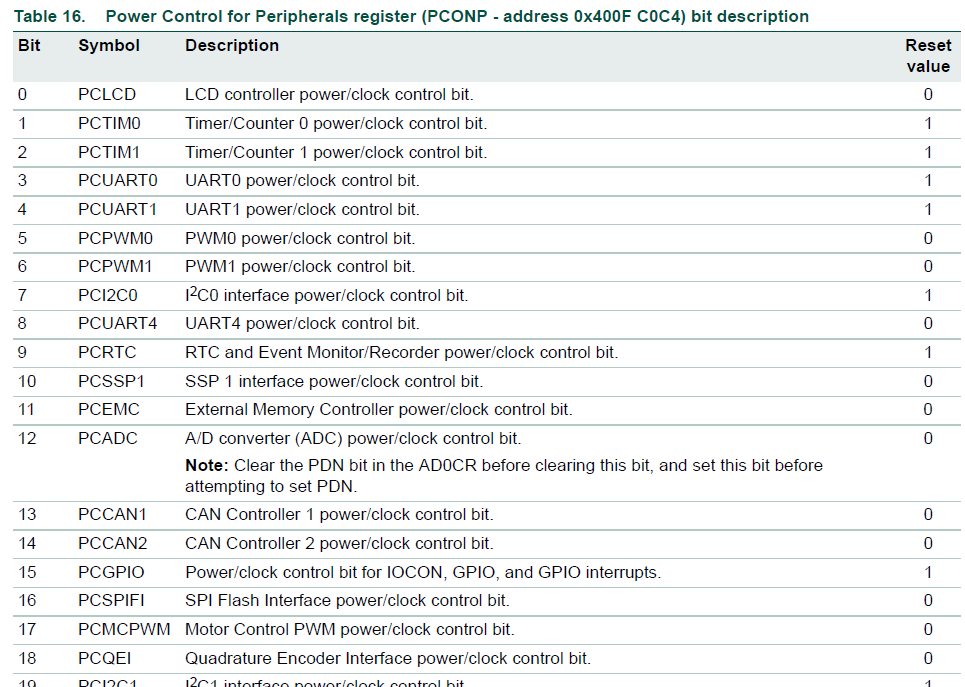 Table 16. Power Control for Peripherals register (PCONP - address 0x400F C0C4) bit description
Bit Symbol Description Reset value
0 PCLCD LCD controller power/clock control bit. 0
1 PCTIM0 Timer/Counter 0 power/clock control bit. 1
2 PCTIM1 Timer/Counter 1 power/clock control bit. 1
3 PCUART0 UART0 power/clock control bit. 1
4 PCUART1 UART1 power/clock control bit. 1
5 PCPWM0 PWM0 power/clock control bit. 0
6 PCPWM1 PWM1 power/clock control bit. 0
7 PCI2C0 I²C0 interface power/clock control bit. 1
8 PCUART4 UART4 power/clock control bit. 0
9 PCRTC RTC and Event Monitor/Recorder power/clock control bit. 1
10 PCSSP1 SSP 1 interface power/clock control bit. 0
11 PCEMC External Memory Controller power/clock control bit. 0
12 PCADC A/D converter (ADC) power/clock control bit. 0
Note: Clear the PDN bit in the AD0CR before clearing this bit, and set this bit before
attempting to set PDN.
13 PCCAN1 CAN Controller 1 power/clock control bit. 0
14 PCCAN2 CAN Controller 2 power/clock control bit. 0
15 PCGPIO Power/clock control bit for IOCON, GPIO, and GPIO interrupts. 1
16 PCSPIFI SPI Flash Interface power/clock control bit. 0
17 PCMCPWM Motor Control PWM power/clock control bit. 0
18 PCQEI Quadrature Encoder Interface power/clock control bit. 0
19 PCI2C1 I²C1 interface power/clock control bit. 1